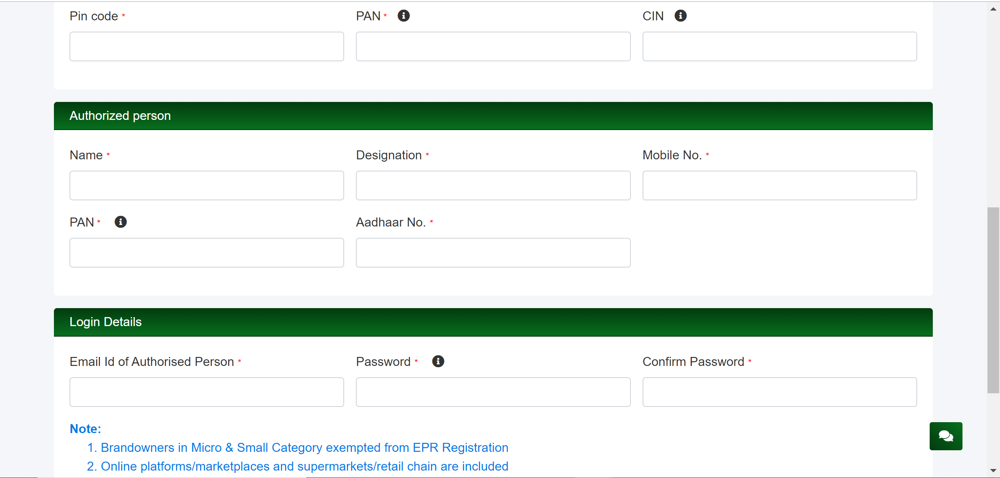 Pin code * PAN * CIN
Authorized person
Name * Designation * Mobile No. *
PAN * Aadhaar No. *
Login Details
Email Id of Authorised Person * Password * Confirm Password *
Note:
1. Brandowners in Micro & Small Category exempted from EPR Registration
2. Online platforms/marketplaces and supermarkets/retail chain are included